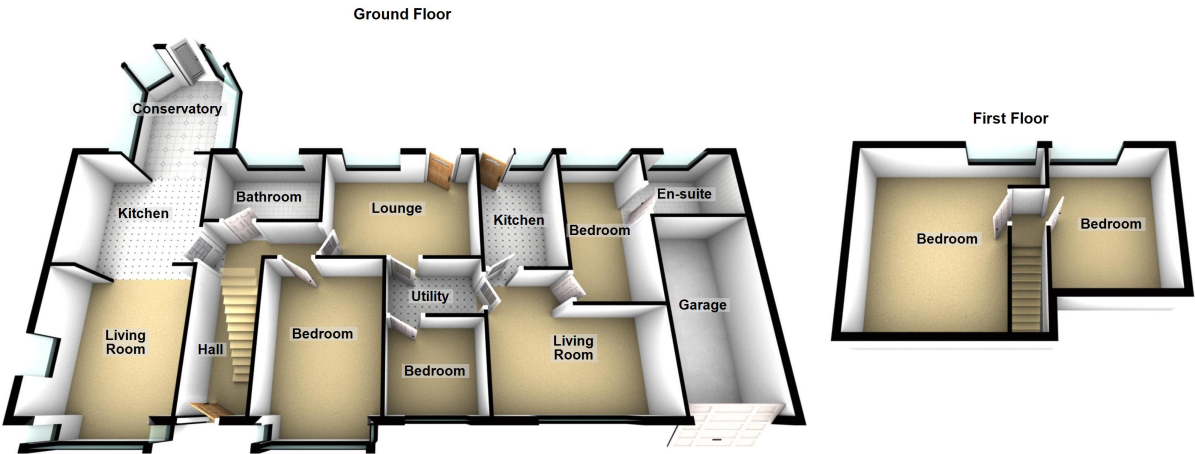 Ground Floor
Conservatory
Kitchen
Bathroom
Lounge
Kitchen
Bedroom
En-suite
Living
Room
Hall
Bedroom
Utility
Bedroom
Living
Room
Garage
First Floor
Bedroom
Bedroom